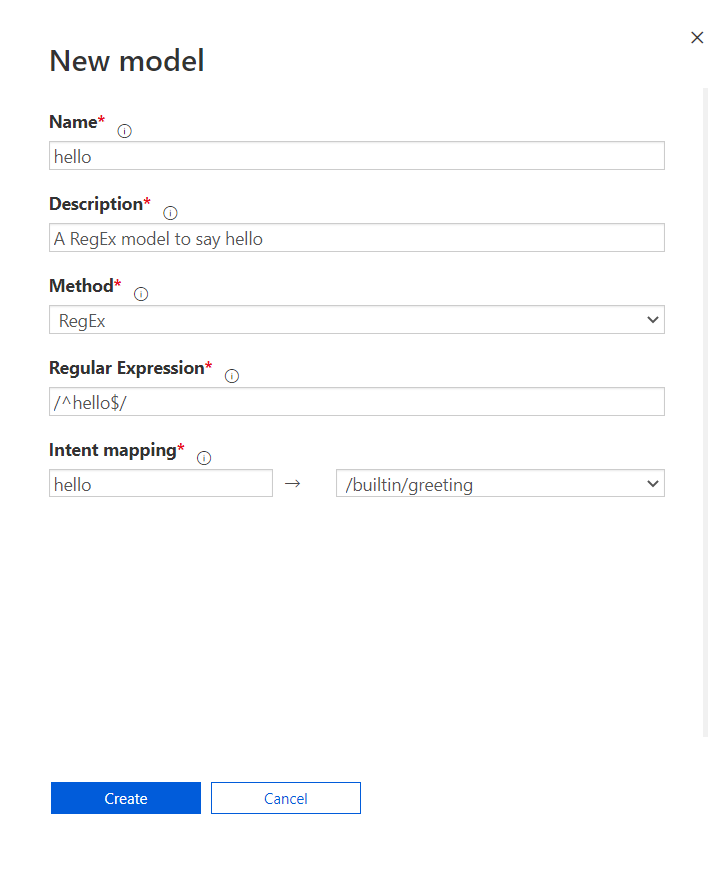 New model
Name*
hello
Description*
A RegEx model to say hello
Method*
RegEx
Regular Expression*
/^hello$/
Intent mapping*
hello → /builtin/greeting
Create Cancel